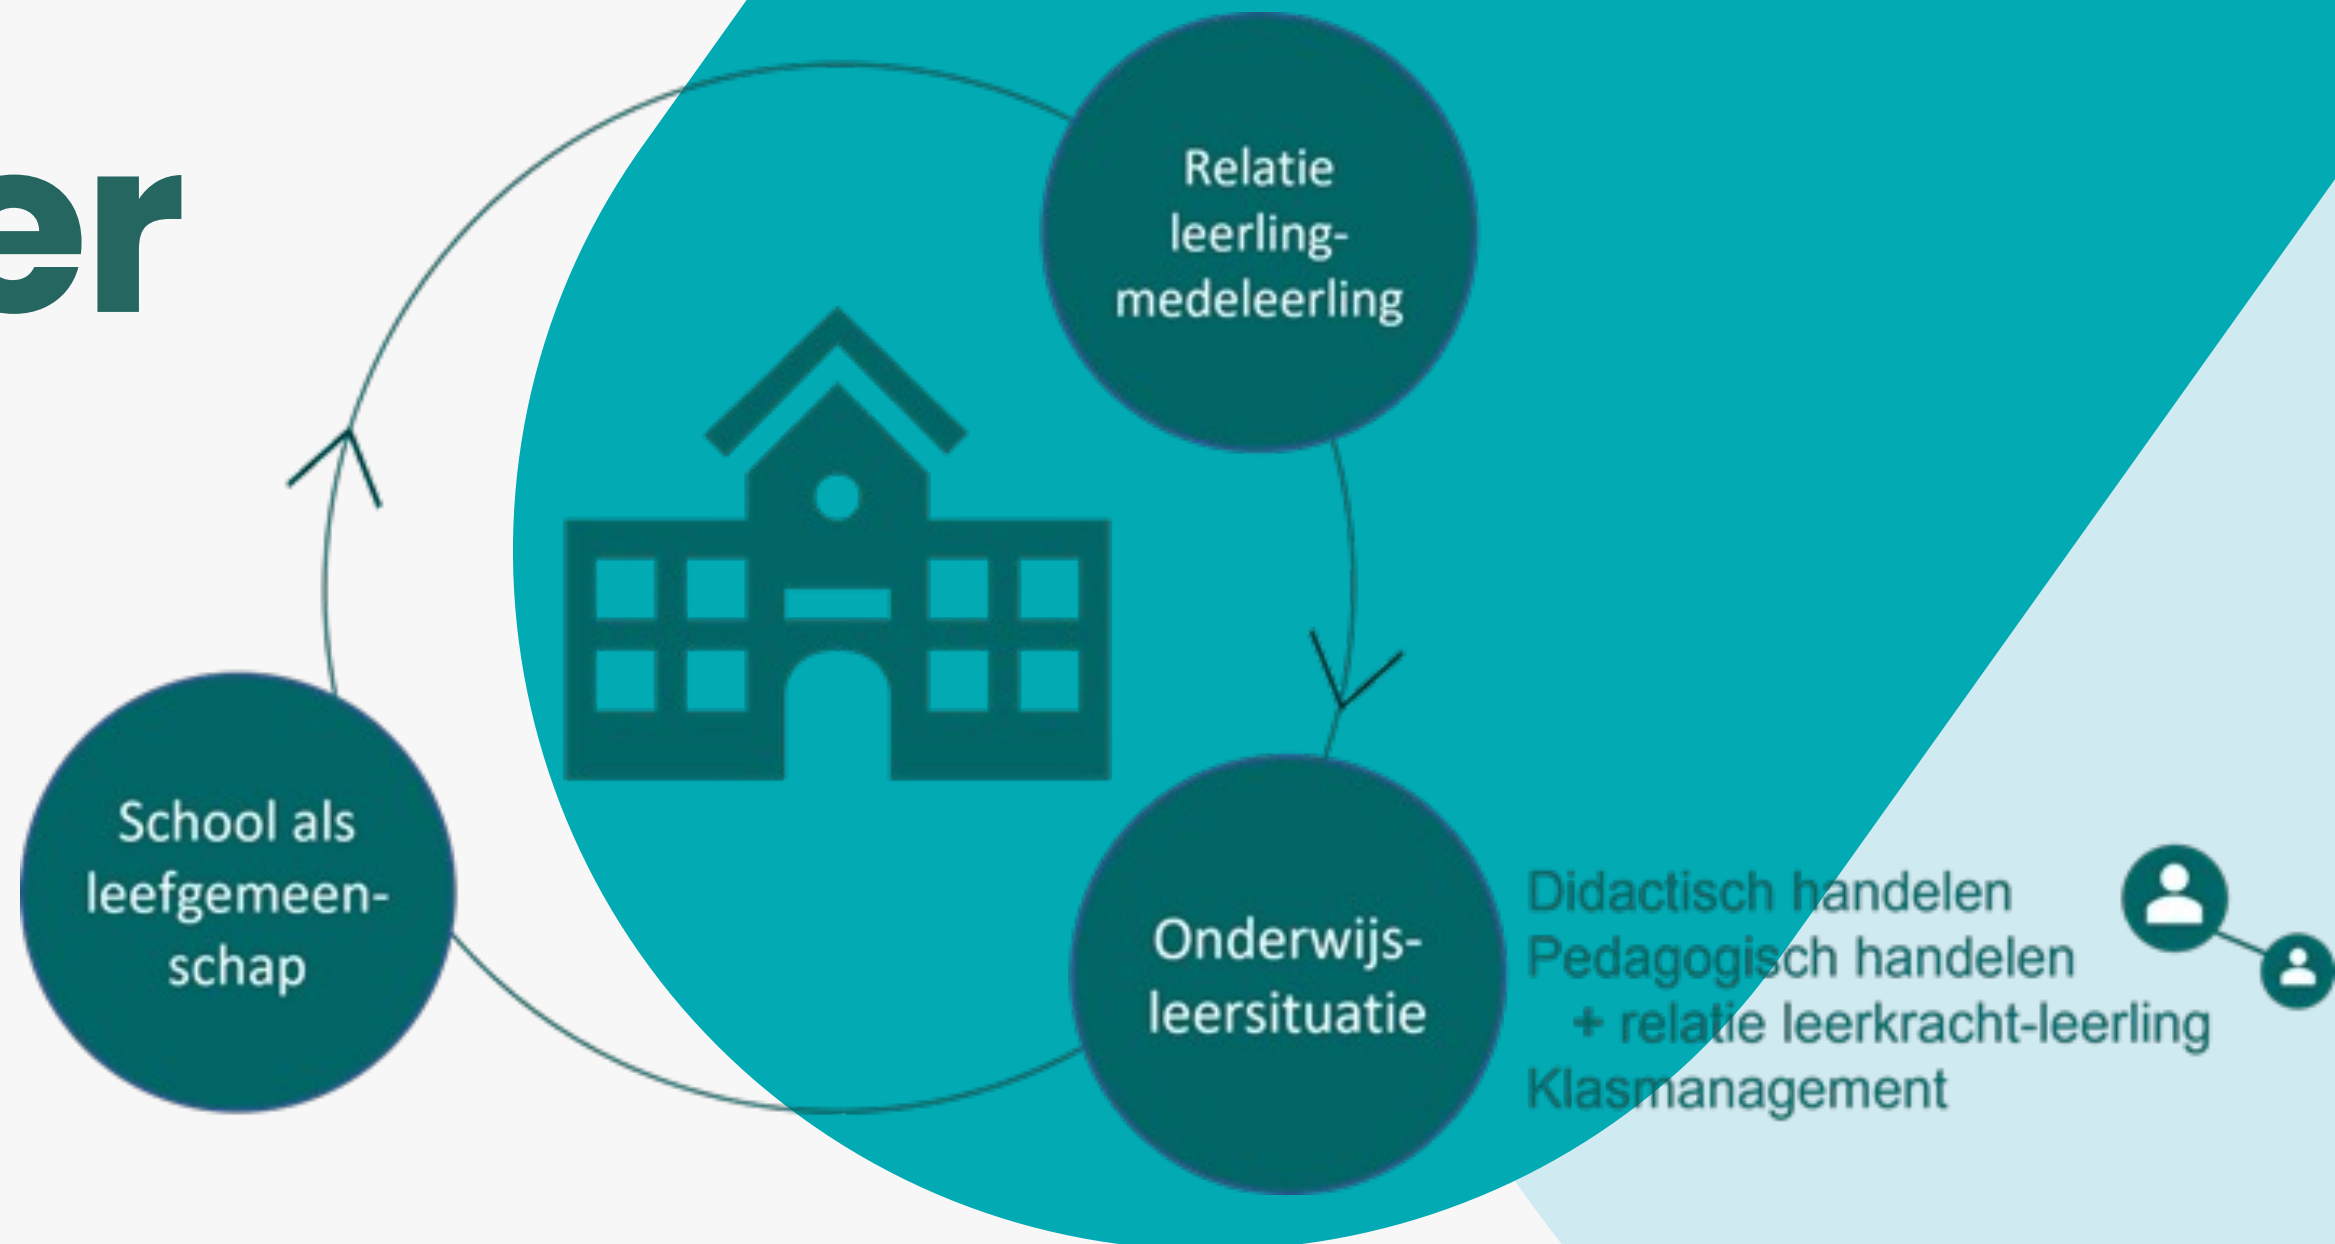 er
Relatie
leerling-
medeleerling
School als
leefgemeen-
schap
Onderwijs-
leersituatie
Didactisch handelen
Pedagogisch handelen
+ relatie leerkracht-leerling
Klasmanagement